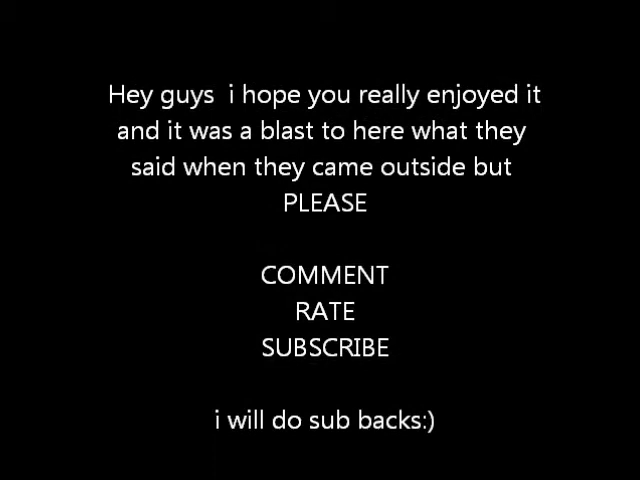 Hey guys  i hope you really enjoyed it
and it was a blast to here what they
said when they came outside but
PLEASE
COMMENT
RATE
SUBSCRIBE
i will do sub backs:)